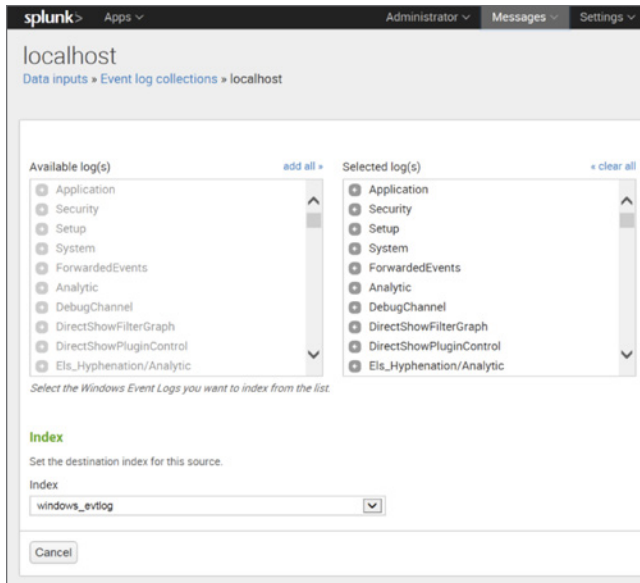 splunk> Apps Administrator Messages Settings
localhost
Data inputs » Event log collections » localhost
Available log(s) add all »
Application
Security
Setup
System
ForwardedEvents
Analytic
DebugChannel
DirectShowFilterGraph
DirectShowPluginControl
Els_Hyphenation/Analytic
Selected log(s) « clear all
Application
Security
Setup
System
ForwardedEvents
Analytic
DebugChannel
DirectShowFilterGraph
DirectShowPluginControl
Els_Hyphenation/Analytic
Select the Windows Event Logs you want to index from the list.
Index
Set the destination index for this source.
Index
windows_evtlog
Cancel